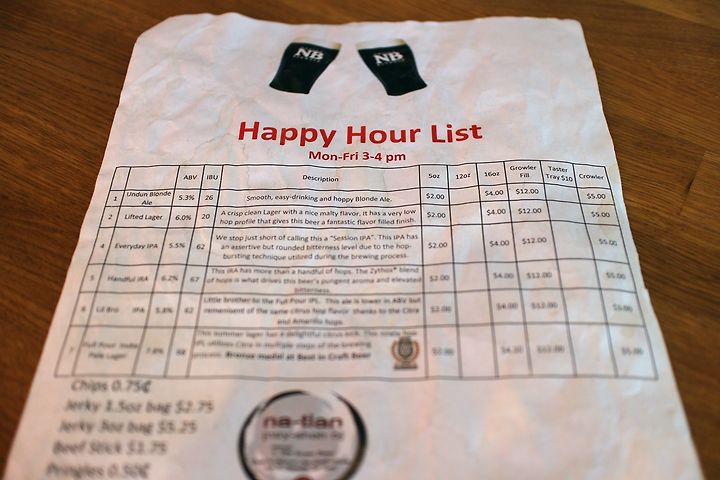 NB NB
Happy Hour List
Mon-Fri 3-4 pm
ABV IBU Description 5oz 12oz 16oz Growler Fill Taster Tray $10 Crowler
1 Undun Blonde Ale 5.3% 26 Smooth, easy-drinking and hoppy Blonde Ale. $2.00 $4.00 $12.00 $5.00
2 Lifted Lager 6.0% 20 A crisp clean Lager with a nice malty flavor, it has a very low
hop profile that gives this beer a fantastic flavor filled finish. $2.00 $4.00 $12.00 $5.00
4 Everyday IPA 5.5% 62 We stop just short of calling this a "Session IPA". This IPA has
an assertive but rounded bitterness level due to the hop-
bursting technique utilized during the brewing process. $2.00 $4.00 $12.00 $5.00
5 Handful IRA 6.2% 67 This IRA has more than a handful of hops. The Zythos® blend
of hops is what drives this beer's pungent aroma and elevated
bitterness. $2.00 $4.00 $12.00 $5.00
6 Lil Bro IPA 5.8% 62 Little brother to the Full Pour IPL. This ale is lower in ABV but
remenisent of the same citrus hop flavor thanks to the Citra
and Amarillo hops. $2.00 $4.00 $12.00 $5.00
7 Full Pour India Pale Lager 7.8% 68 This summer lager has a delightful citrus kick. This single hop
IPL utilizes Citra in multiple steps of the brewing
process. Bronze medal at Best in Craft Beer $12.00 $5.00
Chips 0.75¢
Jerky 1.5oz bag $2.75
Jerky 3oz bag $5.25
Beef Stick $1.75
Pringles 0.50¢
na-tian